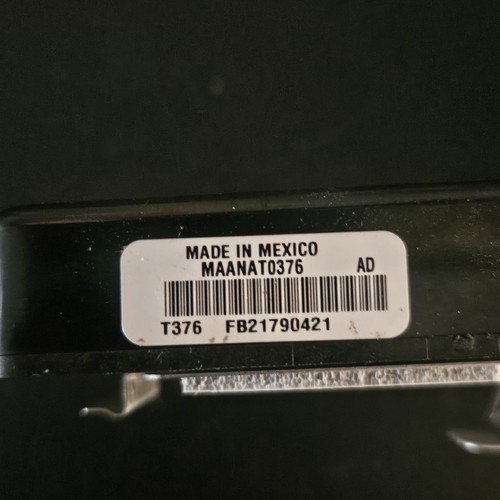 MADE IN MEXICO
MAANAT0376 AD
T376 FB21790421